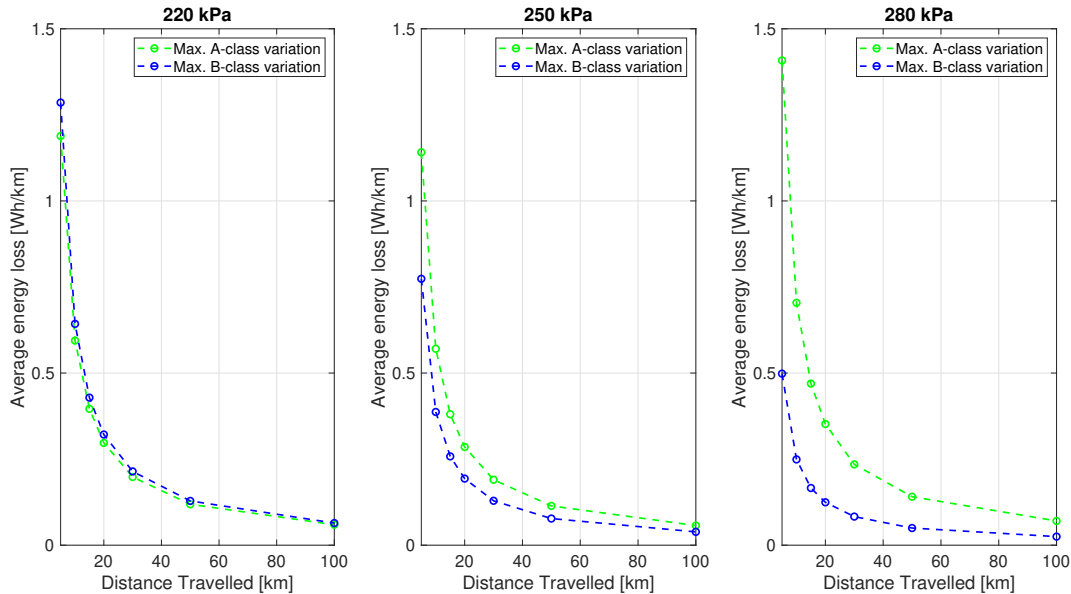 220 kPa
1.5
1
0.5
0
Average energy loss [Wh/km]
20
40
60
80
100
Distance Travelled [km]
Max. A-class variation
Max. B-class variation
250 kPa
1.5
1
0.5
0
Average energy loss [Wh/km]
20
40
60
80
100
Distance Travelled [km]
Max. A-class variation
Max. B-class variation
280 kPa
1.5
1
0.5
0
Average energy loss [Wh/km]
20
40
60
80
100
Distance Travelled [km]
Max. A-class variation
Max. B-class variation